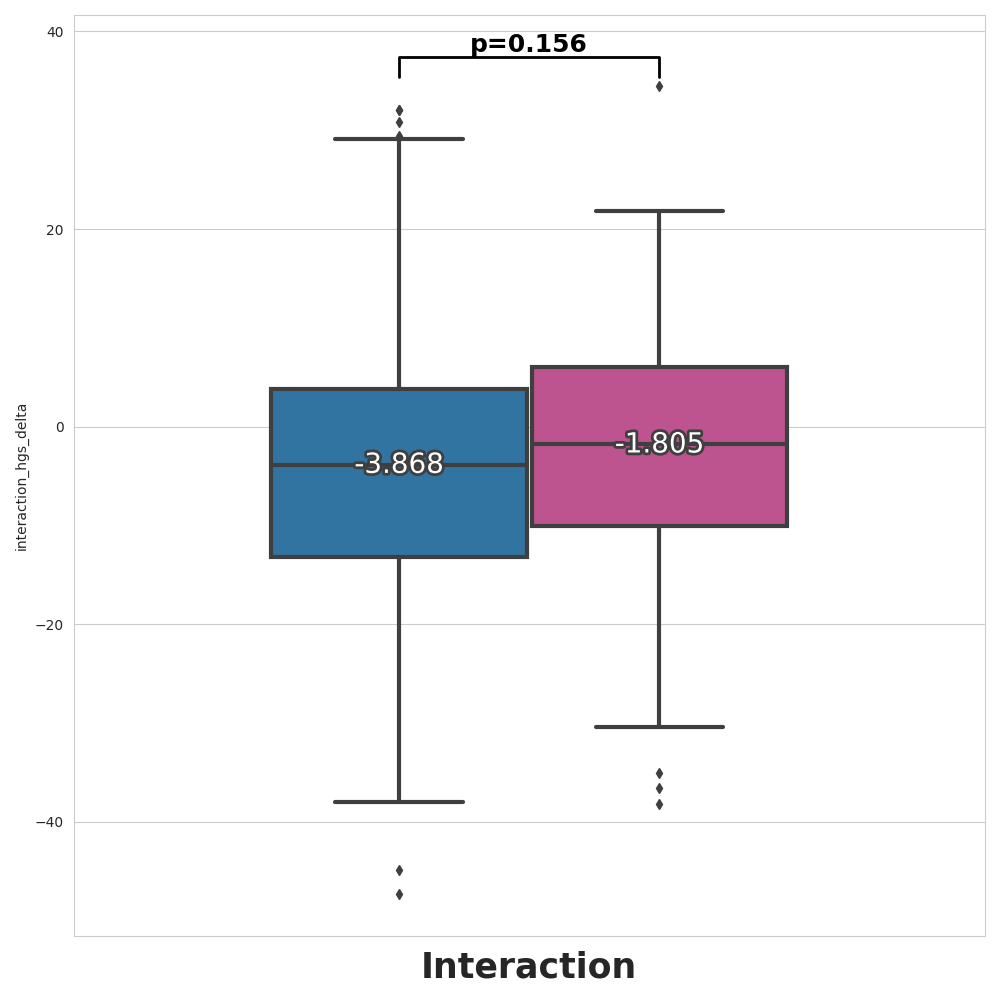 p=0.156
40
20
0
−20
−40
interaction_hgs_delta
-3.868
-1.805
Interaction